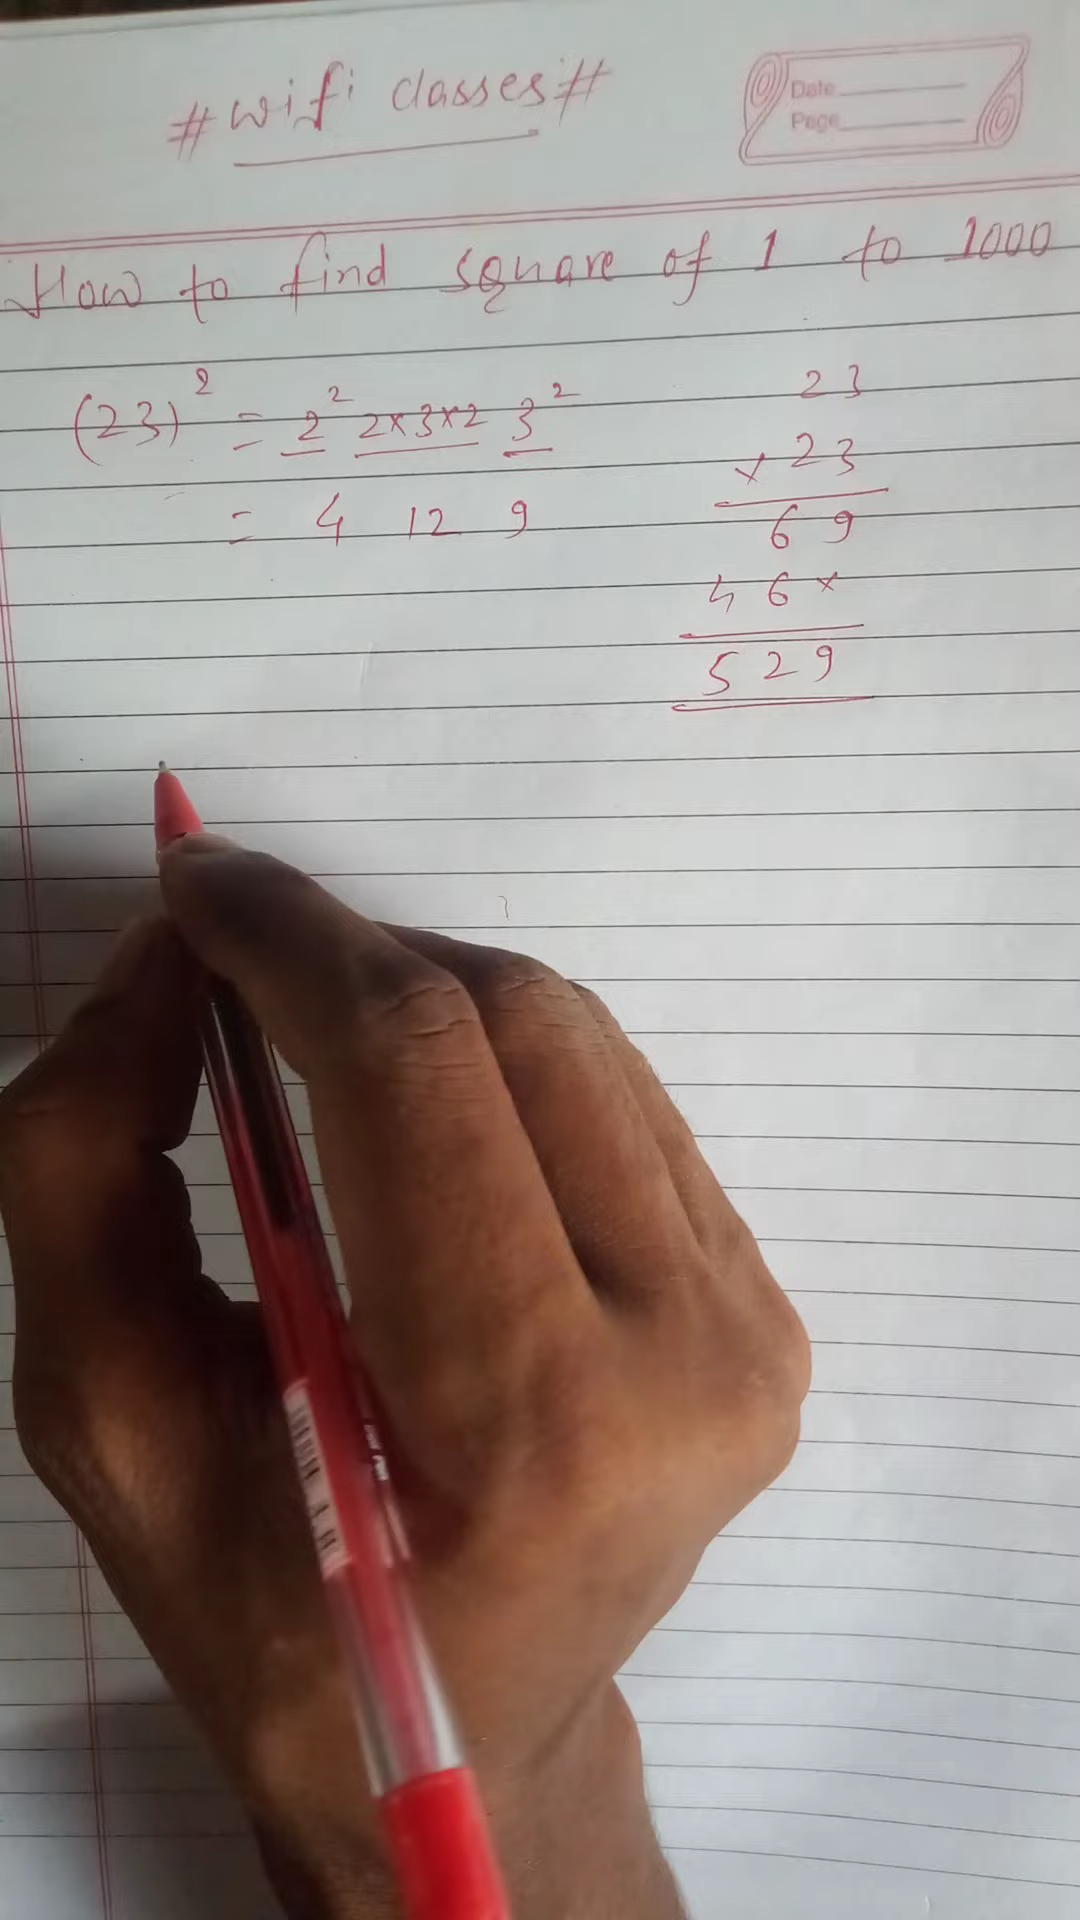 #wifi classes#
Date
Page
How to find square of 1 to 1000
(23)² = 2² 2×3×2 3²
= 4 12 9
23
×23
69
46×
529